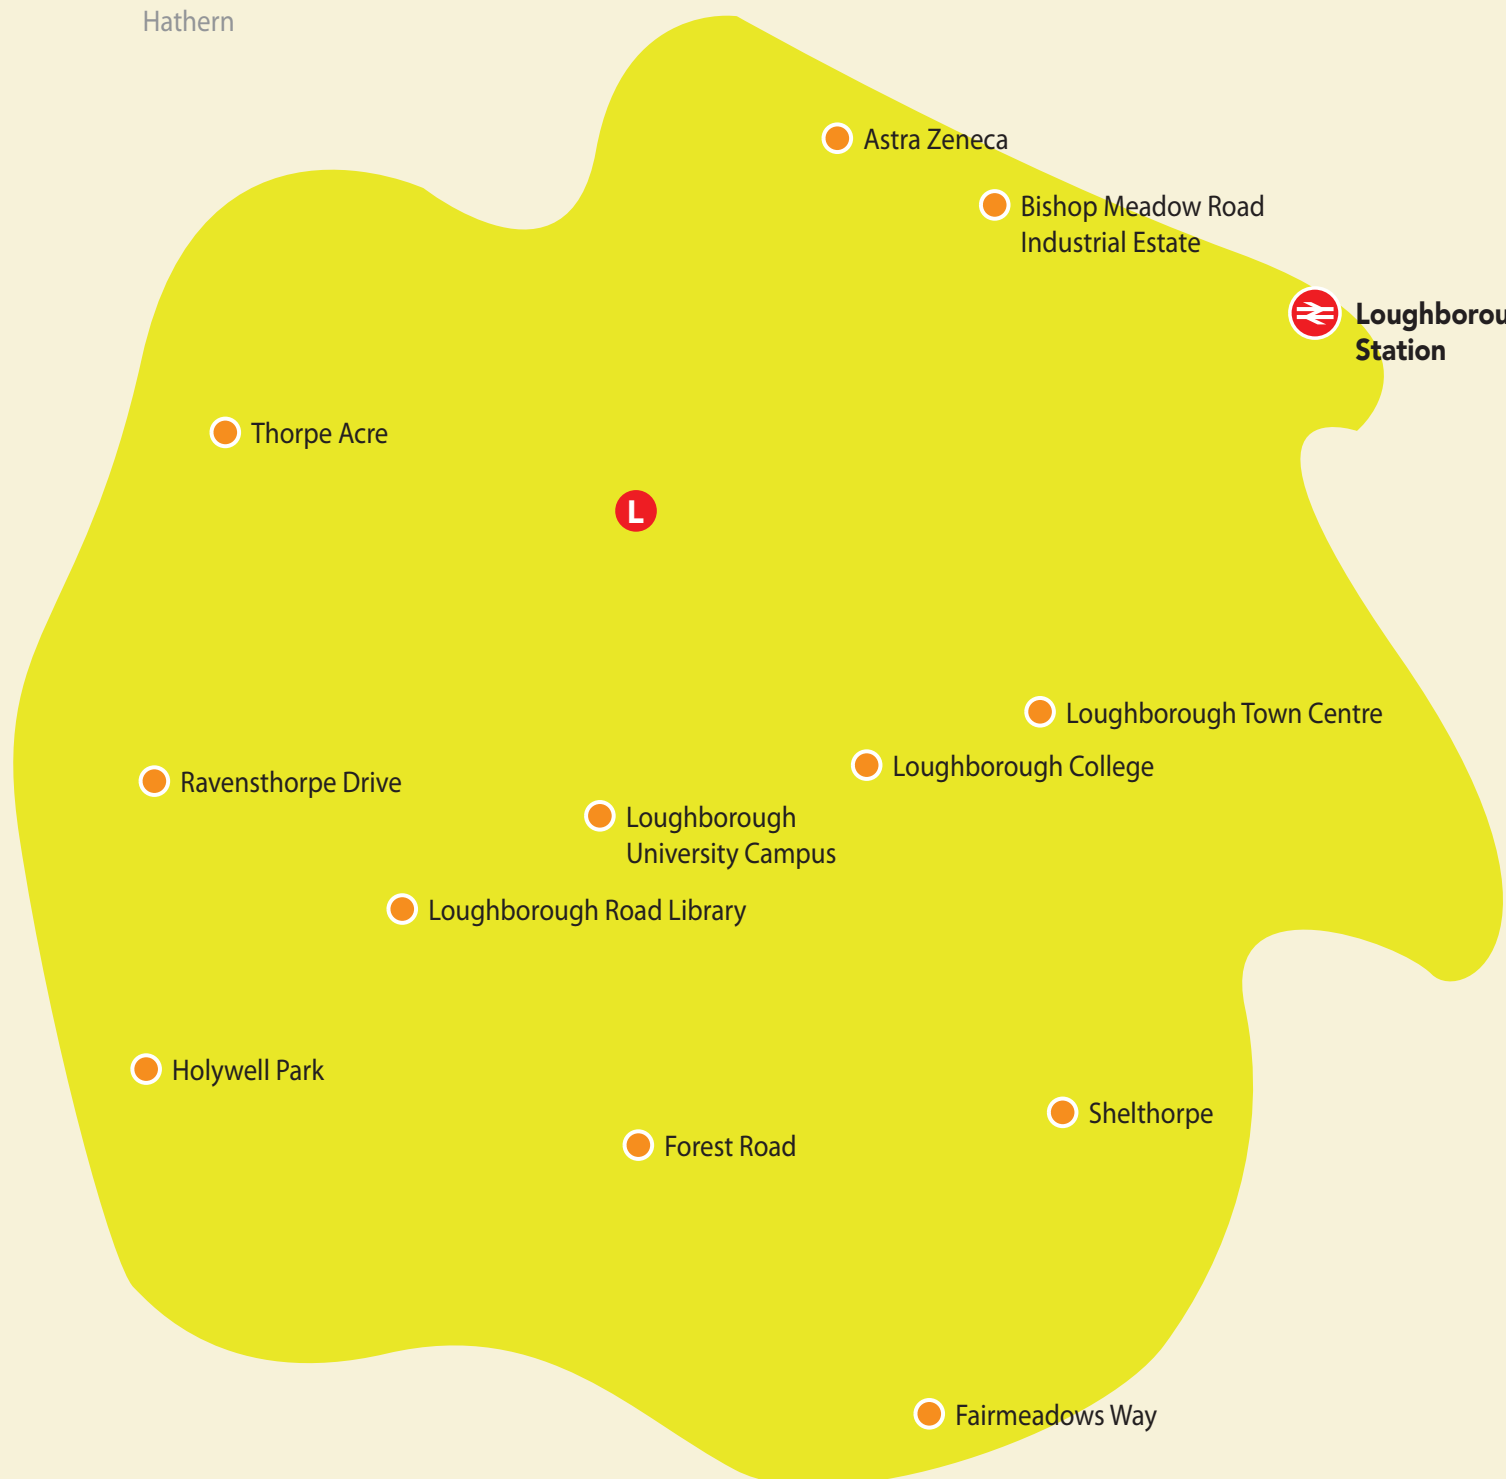 Hathern
Astra Zeneca
Bishop Meadow Road
Industrial Estate
Station
Thorpe Acre
L
Loughborough Town Centre
Loughborough College
Ravensthorpe Drive
Loughborough
University Campus
Loughborough Road Library
Holywell Park
Shelthorpe
Forest Road
Fairmeadows Way